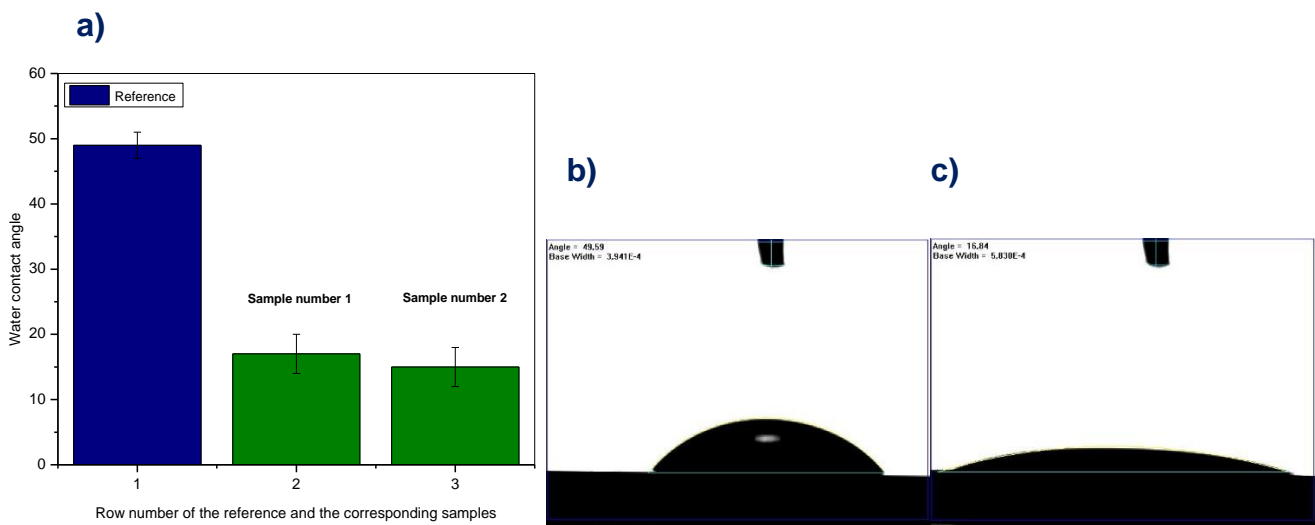 a)
60
50
40
30
20
10
0
Reference
Sample number 1
Sample number 2
Water contact angle
1 2 3
Row number of the reference and the corresponding samples
b)
Angle = 49.59
Base Width = 3.941E-4
c)
Angle = 16.84
Base Width = 5.830E-4